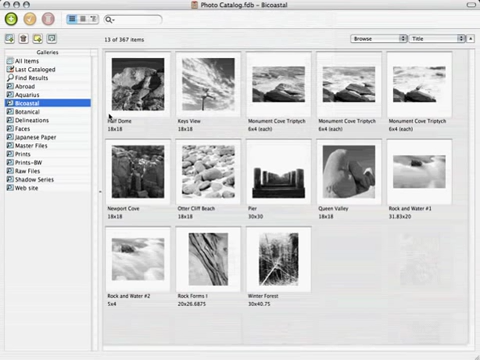 Photo Catalog.fdb - Bicoastal
13 of 367 items
Browse
Title
Galleries
All Items
Last Cataloged
Find Results
Abroad
Aquarius
Bicoastal
Botanical
Delineations
Faces
Japanese Paper
Master Files
Prints
Prints-BW
Raw Files
Shadow Series
Web site
Half Dome
18x18
Keys View
18x18
Monument Cove Triptych
6x4 (each)
Monument Cove Triptych
6x4 (each)
Monument Cove Triptych
6x4 (each)
Newport Cove
18x18
Otter Cliff Beach
18x18
Pier
30x30
Queen Valley
18x18
Rock and Water #1
31.83x20
Rock and Water #2
5x4
Rock Forms I
20x26.6875
Winter Forest
30x40.75